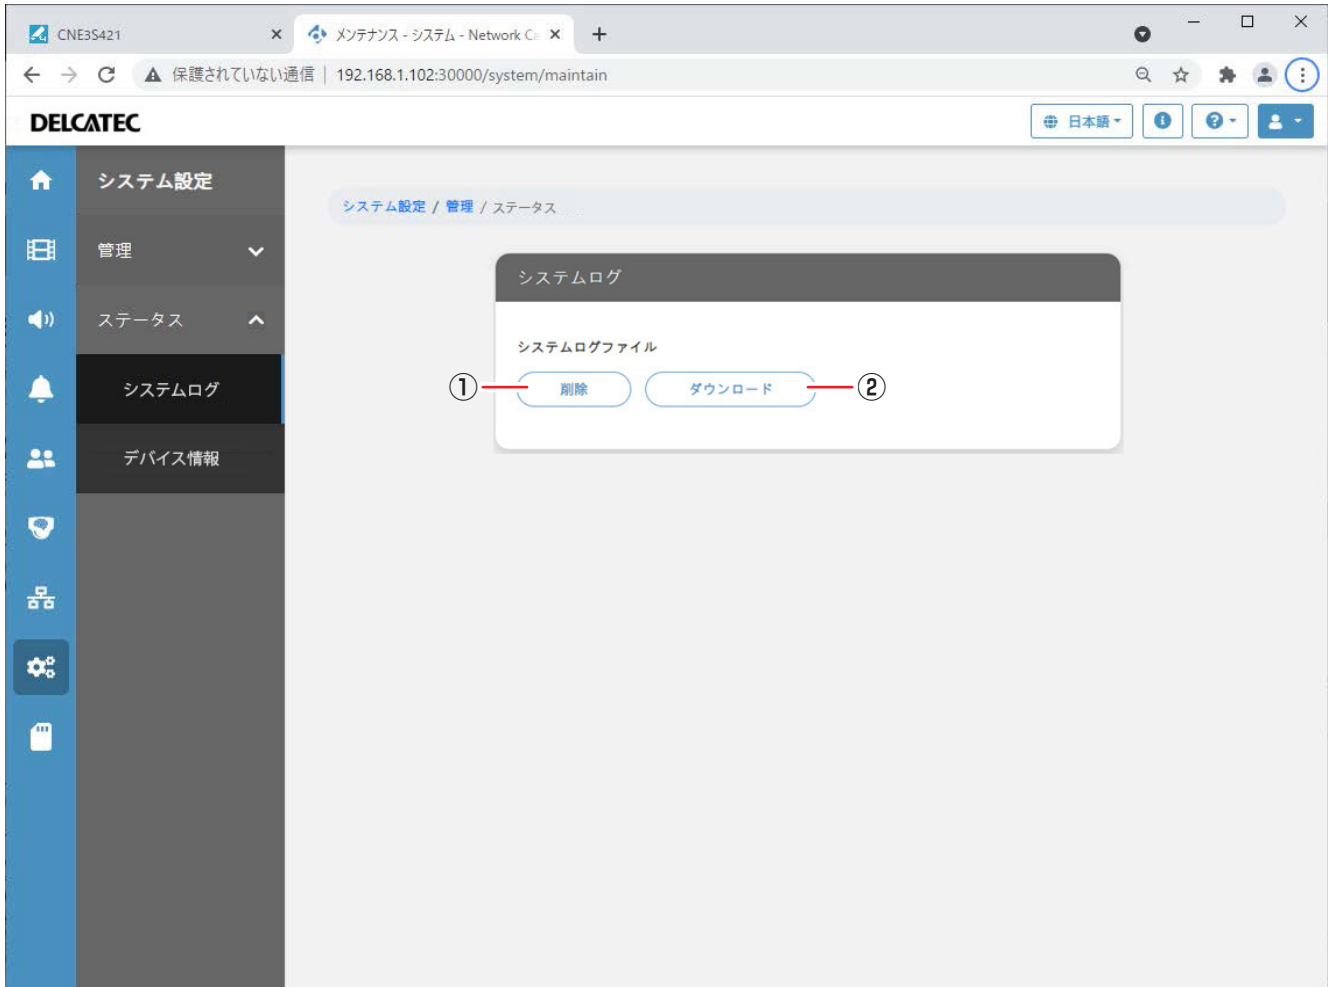 CNE3S421
メンテナンス - システム - Network Ca
保護されていない通信 | 192.168.1.102:30000/system/maintain
DELCATEC
日本語
システム設定
システム設定 / 管理 / ステータス
管理
システムログ
ステータス
システムログファイル
システムログ
① 削除 ダウンロード ②
デバイス情報